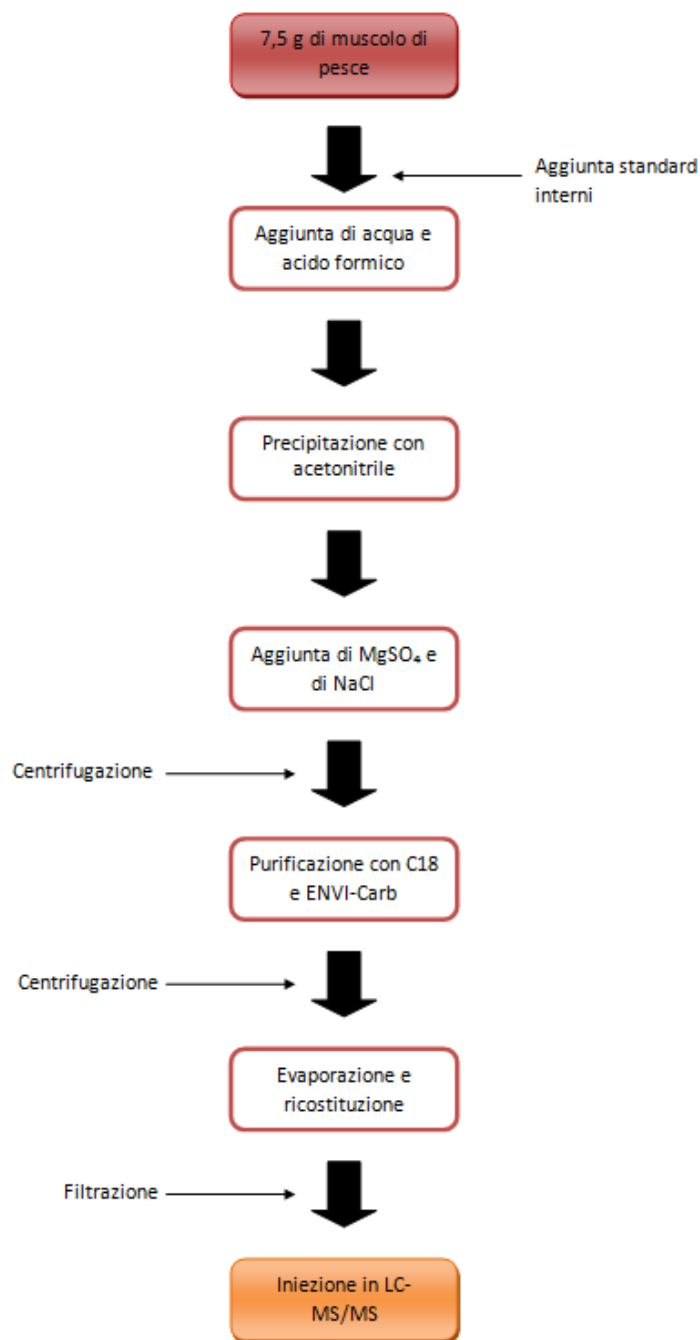 7,5 g di muscolo di
pesce
Aggiunta standard
interni
Aggiunta di acqua e
acido formico
Precipitazione con
acetonitrile
Aggiunta di MgSO₄ e
di NaCl
Centrifugazione
Purificazione con C18
e ENVI-Carb
Centrifugazione
Evaporazione e
ricostituzione
Filtrazione
Iniezione in LC-
MS/MS